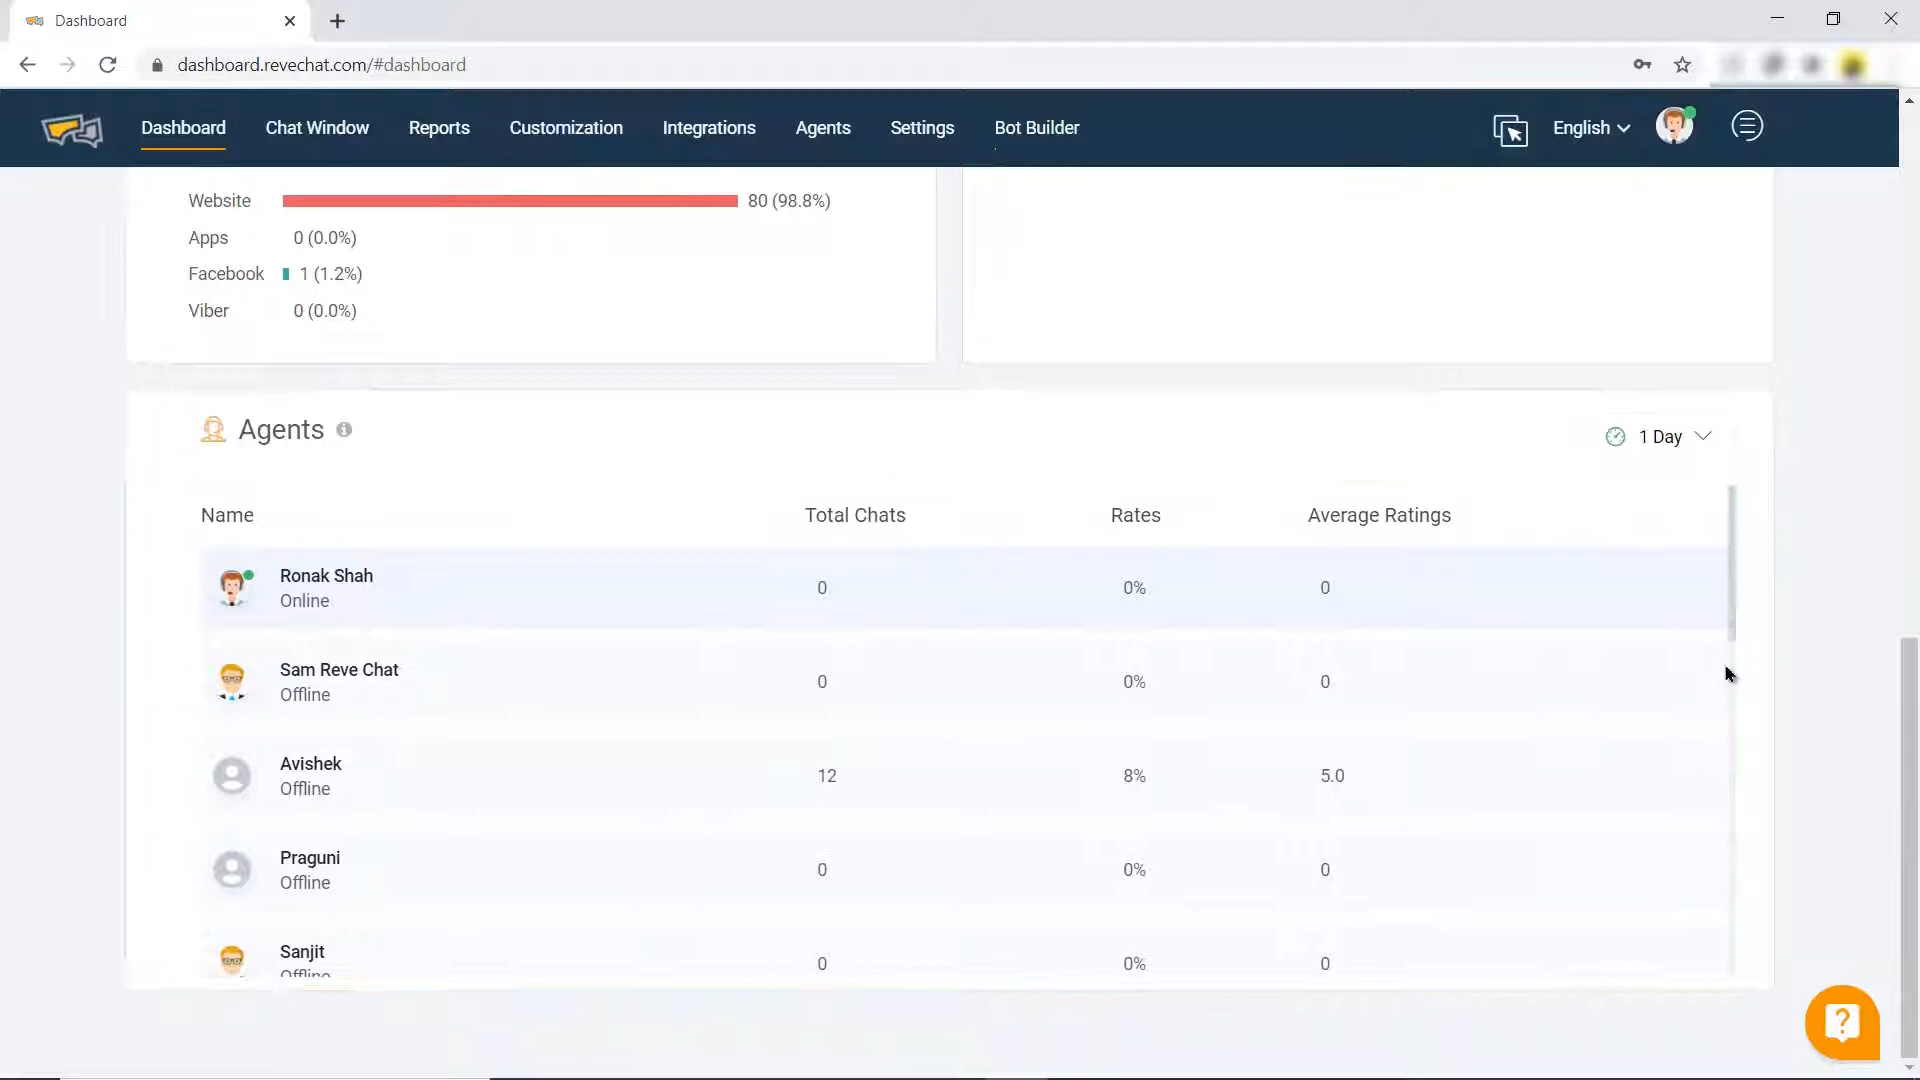 Dashboard
dashboard.revechat.com/#dashboard
Dashboard Chat Window Reports Customization Integrations Agents Settings Bot Builder English
Website 80 (98.8%)
Apps 0 (0.0%)
Facebook 1 (1.2%)
Viber 0 (0.0%)
Agents
1 Day
Name Total Chats Rates Average Ratings
Ronak Shah
Online
0 0% 0
Sam Reve Chat
Offline
0 0% 0
Avishek
Offline
12 8% 5.0
Praguni
Offline
0 0% 0
Sanjit
Offline
0 0% 0